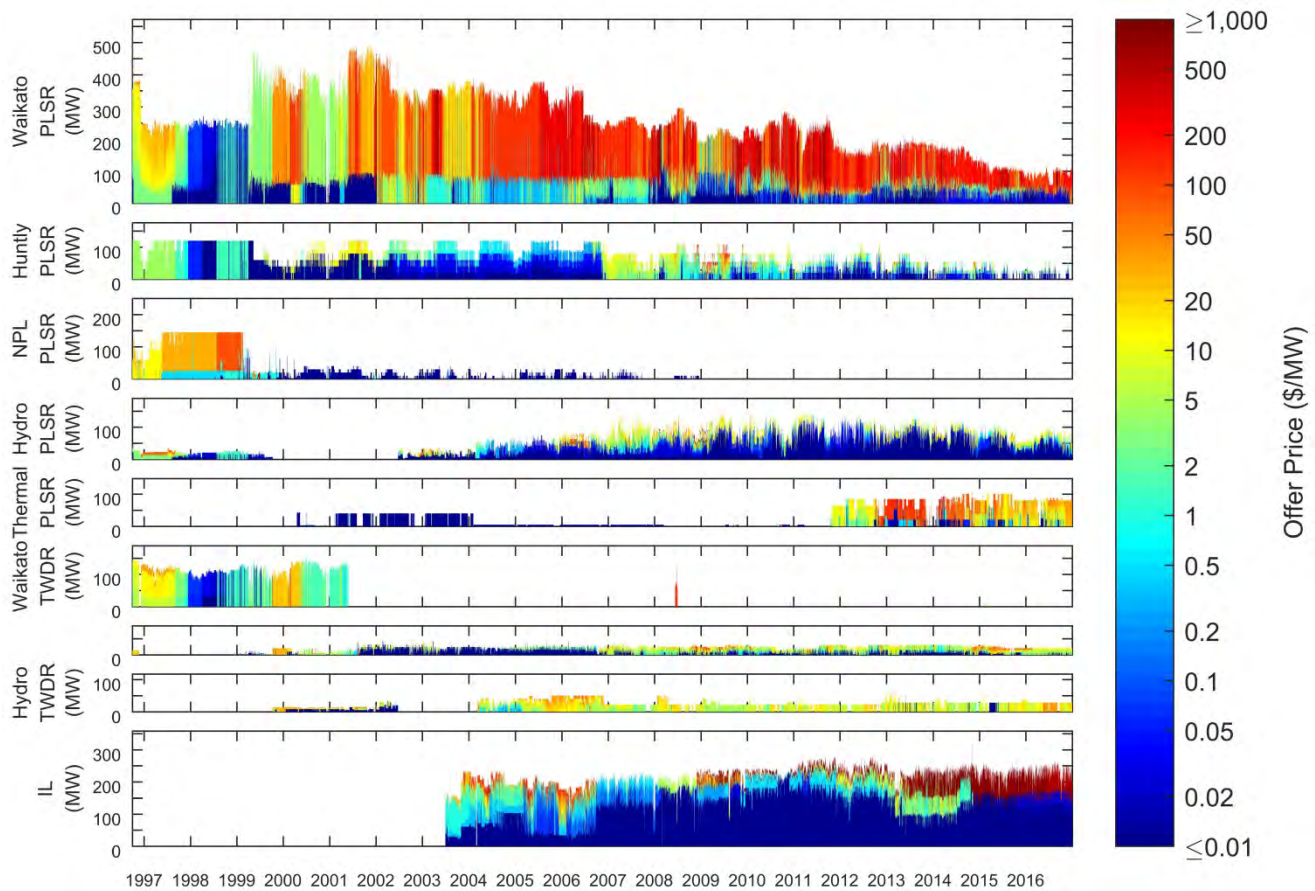 Waikato
PLSR
(MW)
500
400
300
200
100
0
Huntly
PLSR
(MW)
100
0
NPL
PLSR
(MW)
200
100
0
Hydro
PLSR
(MW)
100
0
Thermal
PLSR
(MW)
100
0
Waikato
TWDR
(MW)
100
0
0
Hydro
TWDR
(MW)
100
0
IL
(MW)
300
200
100
0
1997 1998 1999 2000 2001 2002 2003 2004 2005 2006 2007 2008 2009 2010 2011 2012 2013 2014 2015 2016
≥1,000
500
200
100
50
20
10
5
2
1
0.5
0.2
0.1
0.05
0.02
≤0.01
Offer Price ($/MW)